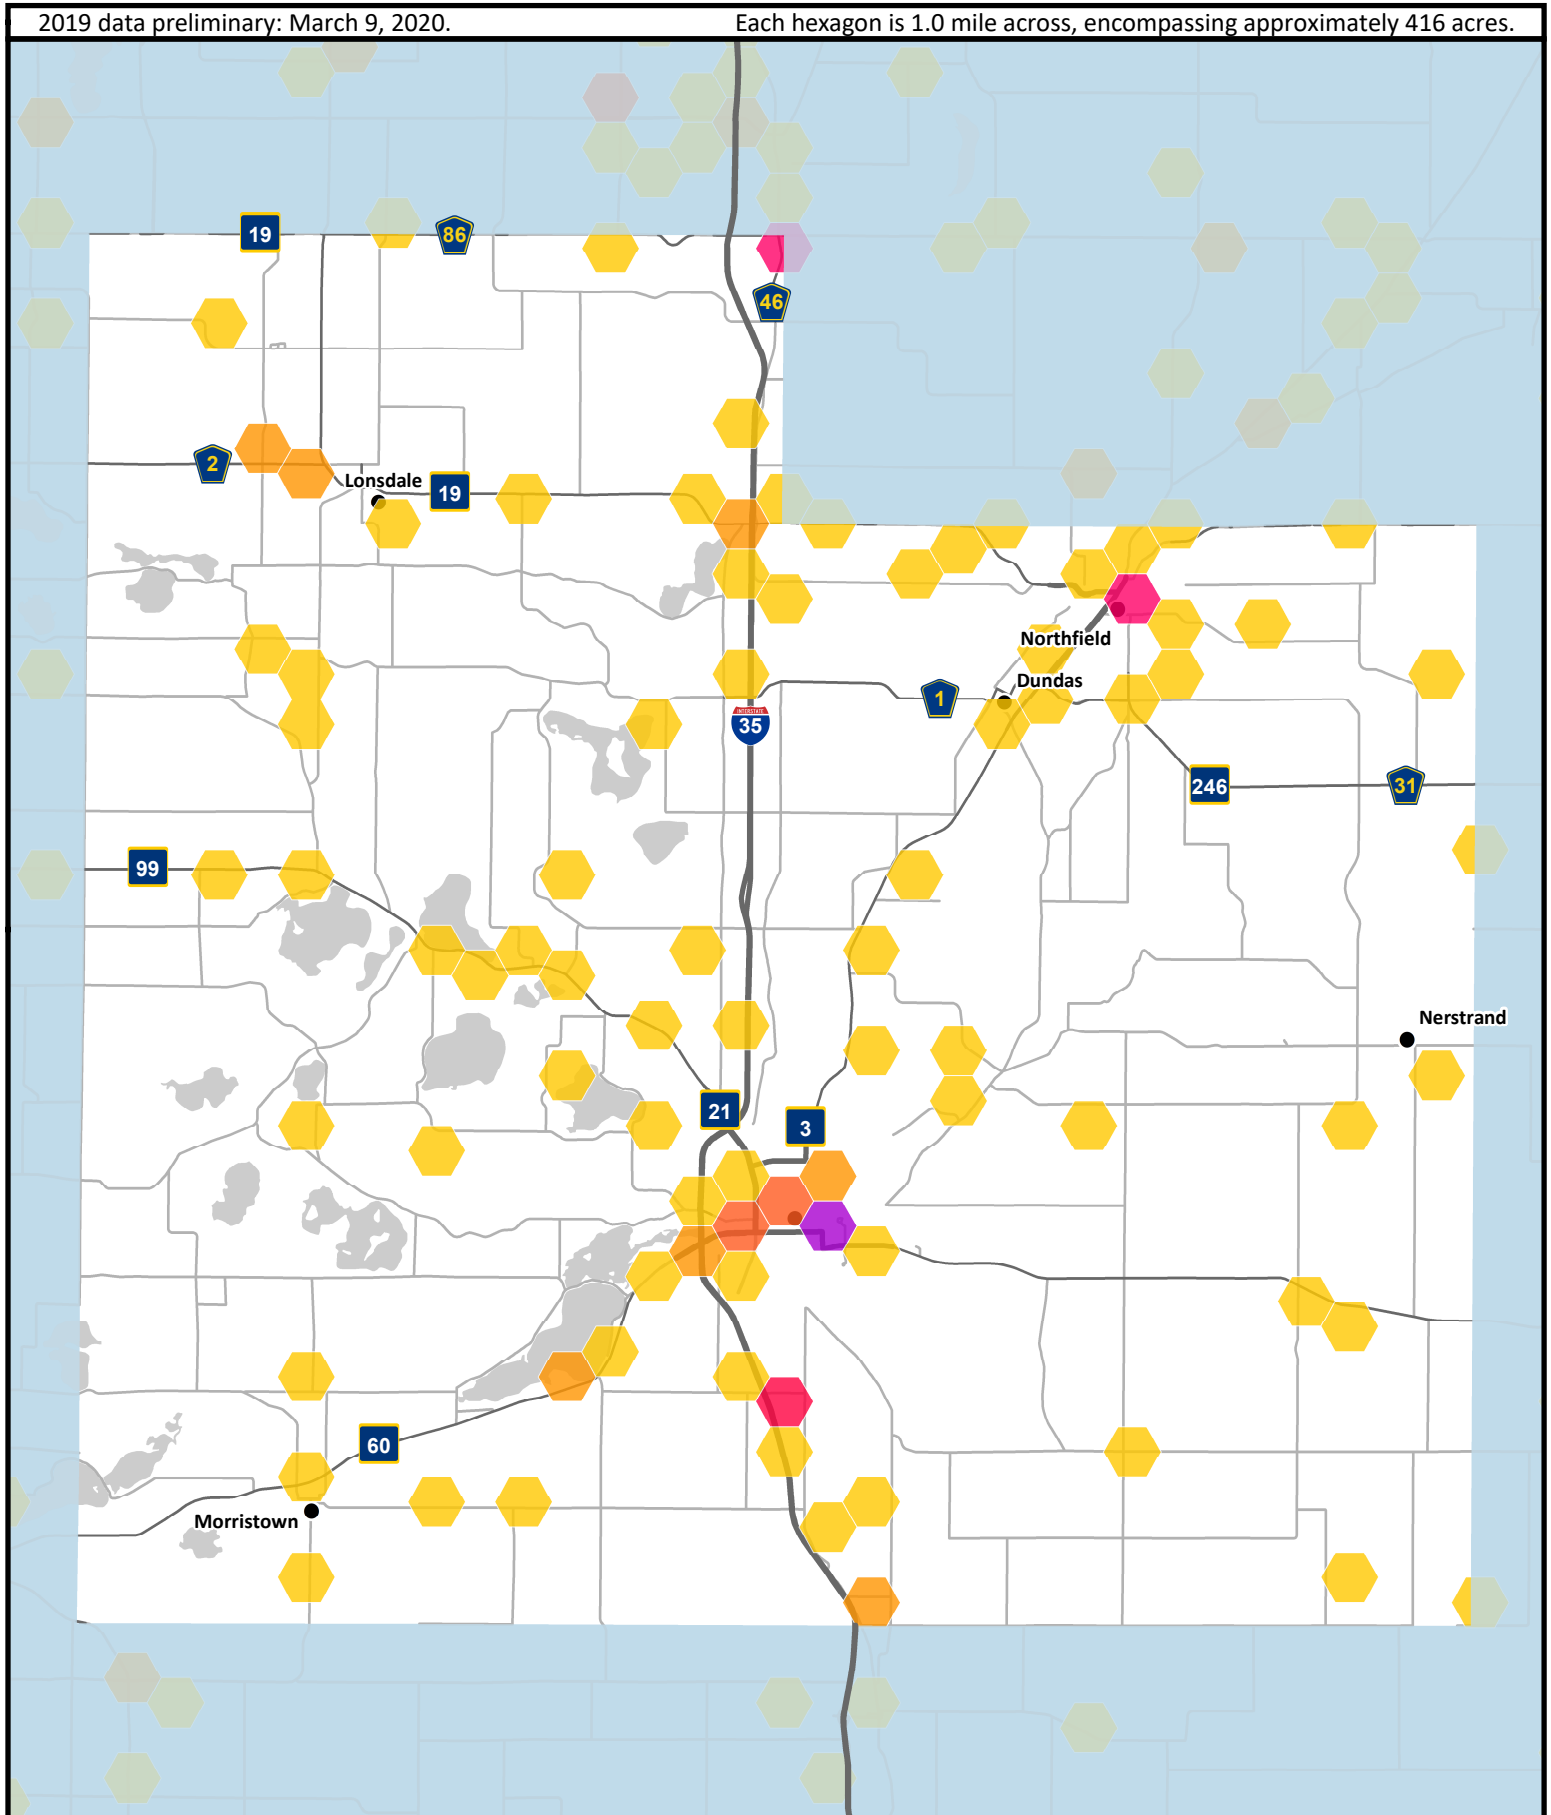 2019 data preliminary: March 9, 2020.
Each hexagon is 1.0 mile across, encompassing approximately 416 acres.
19
86
46
2
Lonsdale
19
Northfield
Dundas
1
INTERSTATE
35
246
31
99
Nerstrand
21
3
60
Morristown